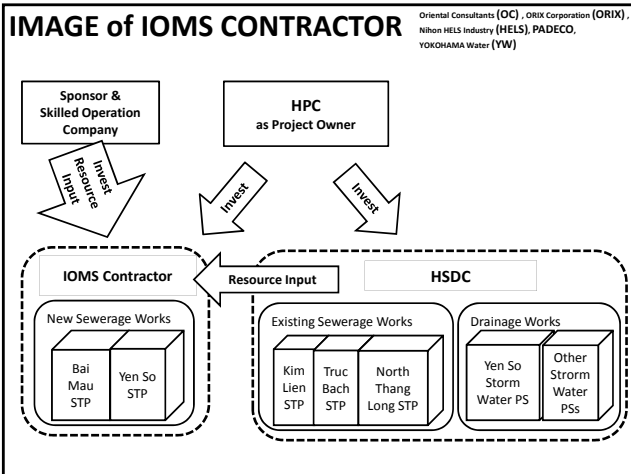 IMAGE of IOMS CONTRACTOR
Oriental Consultants (OC) , ORIX Corporation (ORIX) ,
Nihon HELS Industry (HELS), PADECO,
YOKOHAMA Water (YW)
Sponsor &
Skilled Operation
Company
HPC
as Project Owner
Invest
Resource
Input
Invest
Invest
IOMS Contractor
Resource Input
HSDC
New Sewerage Works
Existing Sewerage Works
Drainage Works
Bai
Mau
STP
Yen So
STP
Kim
Lien
STP
Truc
Bach
STP
North
Thang
Long STP
Yen So
Storm
Water PS
Other
Strorm
Water
PSs